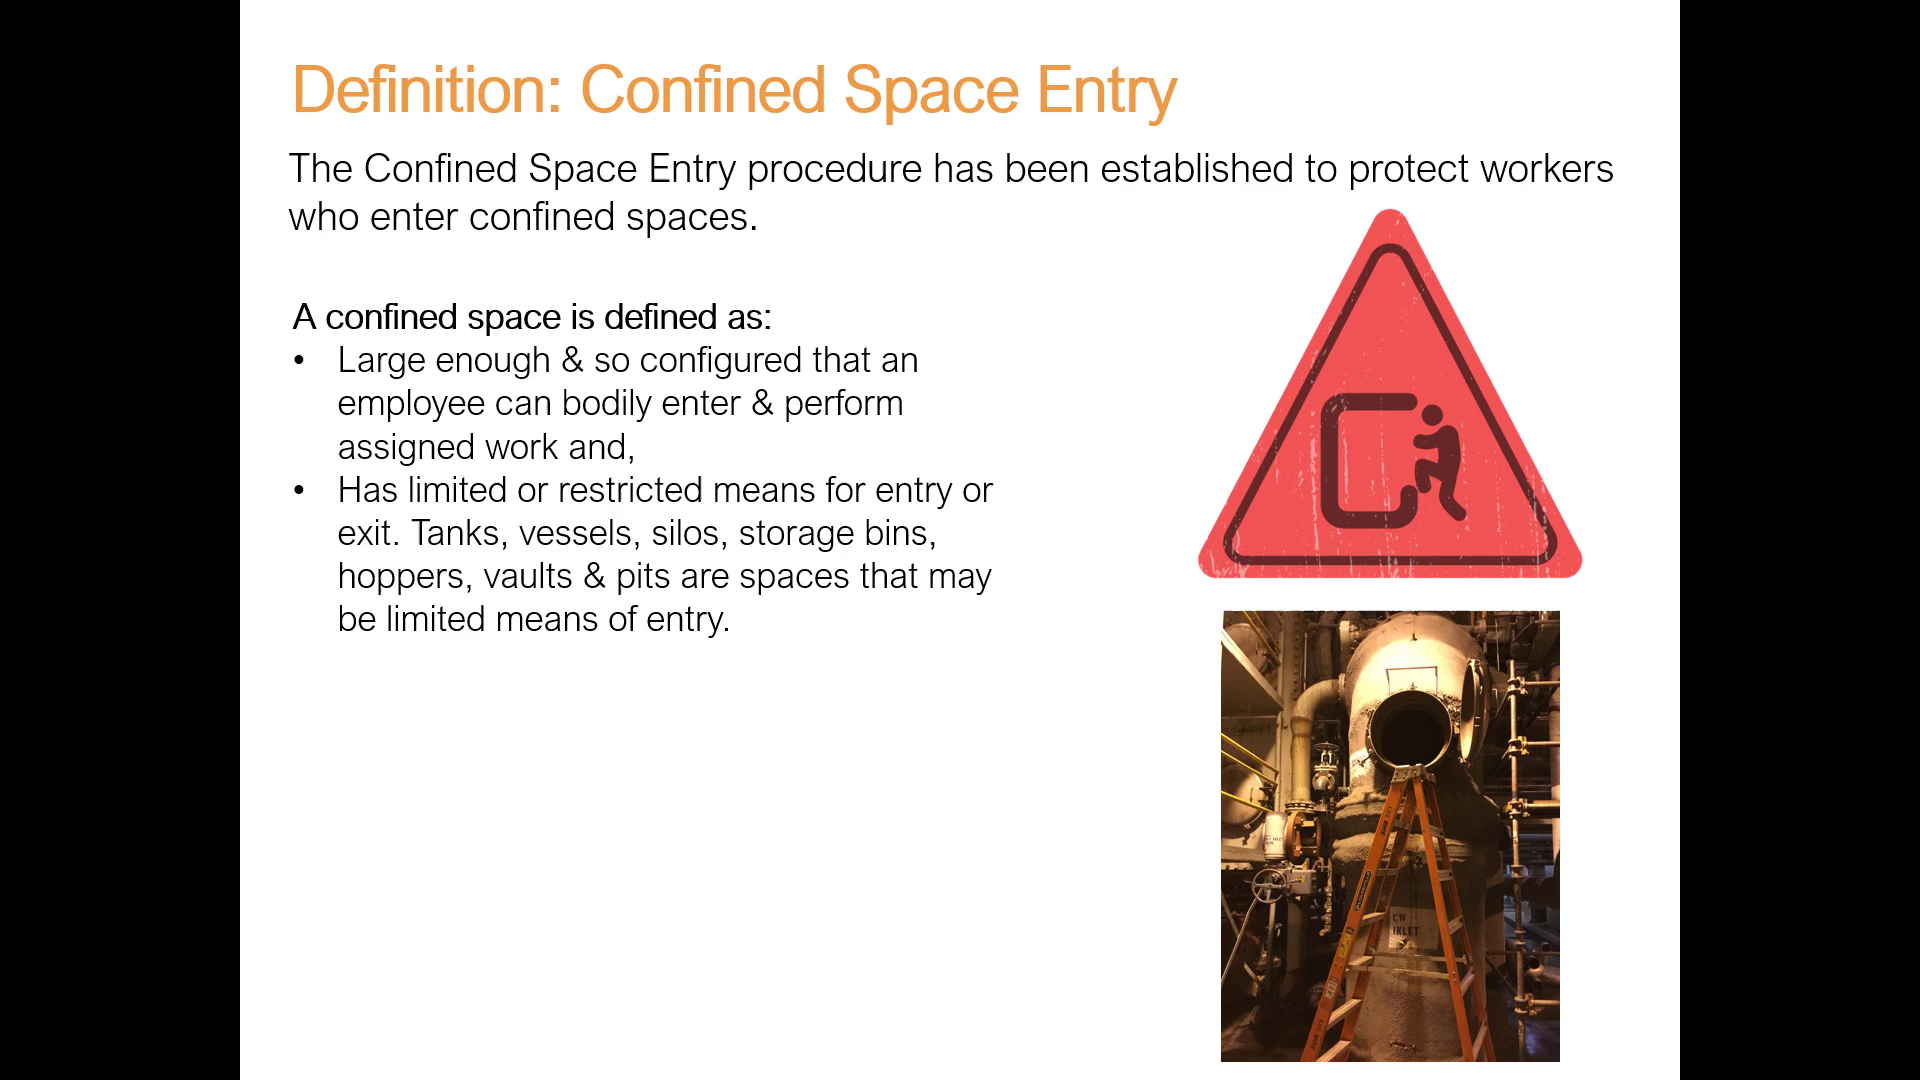 Definition: Confined Space Entry
The Confined Space Entry procedure has been established to protect workers
who enter confined spaces.
A confined space is defined as:
• Large enough & so configured that an
employee can bodily enter & perform
assigned work and,
• Has limited or restricted means for entry or
exit. Tanks, vessels, silos, storage bins,
hoppers, vaults & pits are spaces that may
be limited means of entry.
CW
INLET